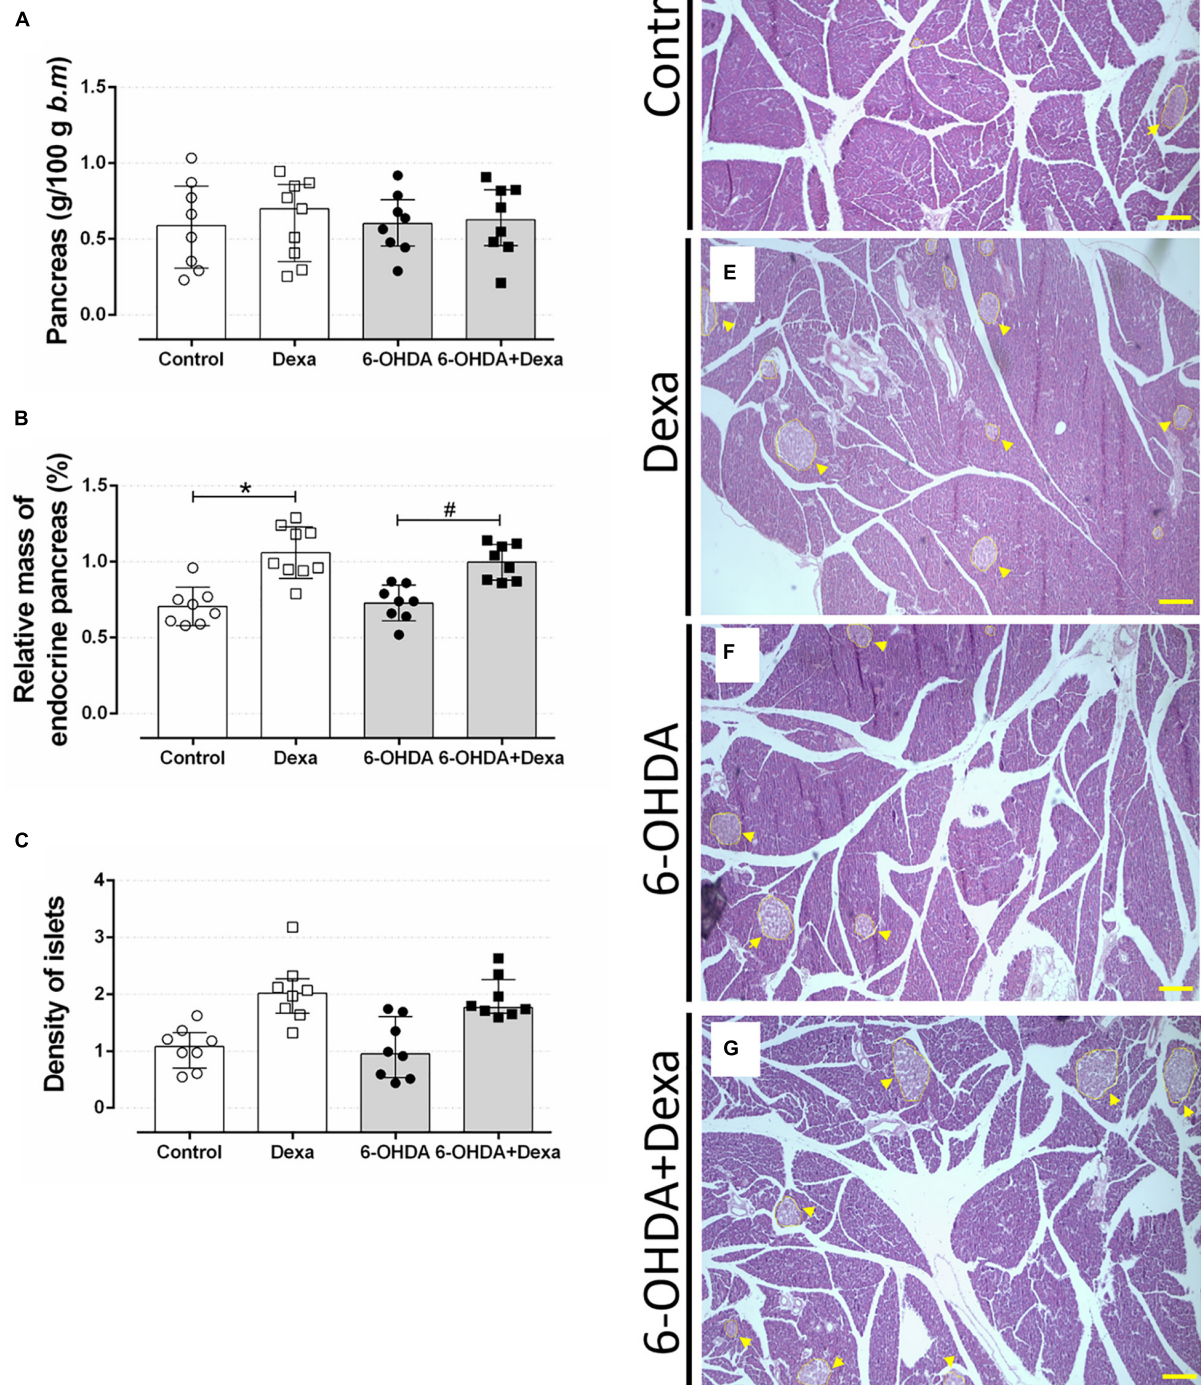 A
Pancreas (g/100 g b.m)
1.5
1.0
0.5
0.0
Control Dexa 6-OHDA 6-OHDA+Dexa
B
Relative mass of
endocrine pancreas (%)
1.5
1.0
0.5
0.0
* #
Control Dexa 6-OHDA 6-OHDA+Dexa
C
Density of islets
4
3
2
1
0
Control Dexa 6-OHDA 6-OHDA+Dexa
Contr
E
Dexa
F
6-OHDA
G
6-OHDA+Dexa